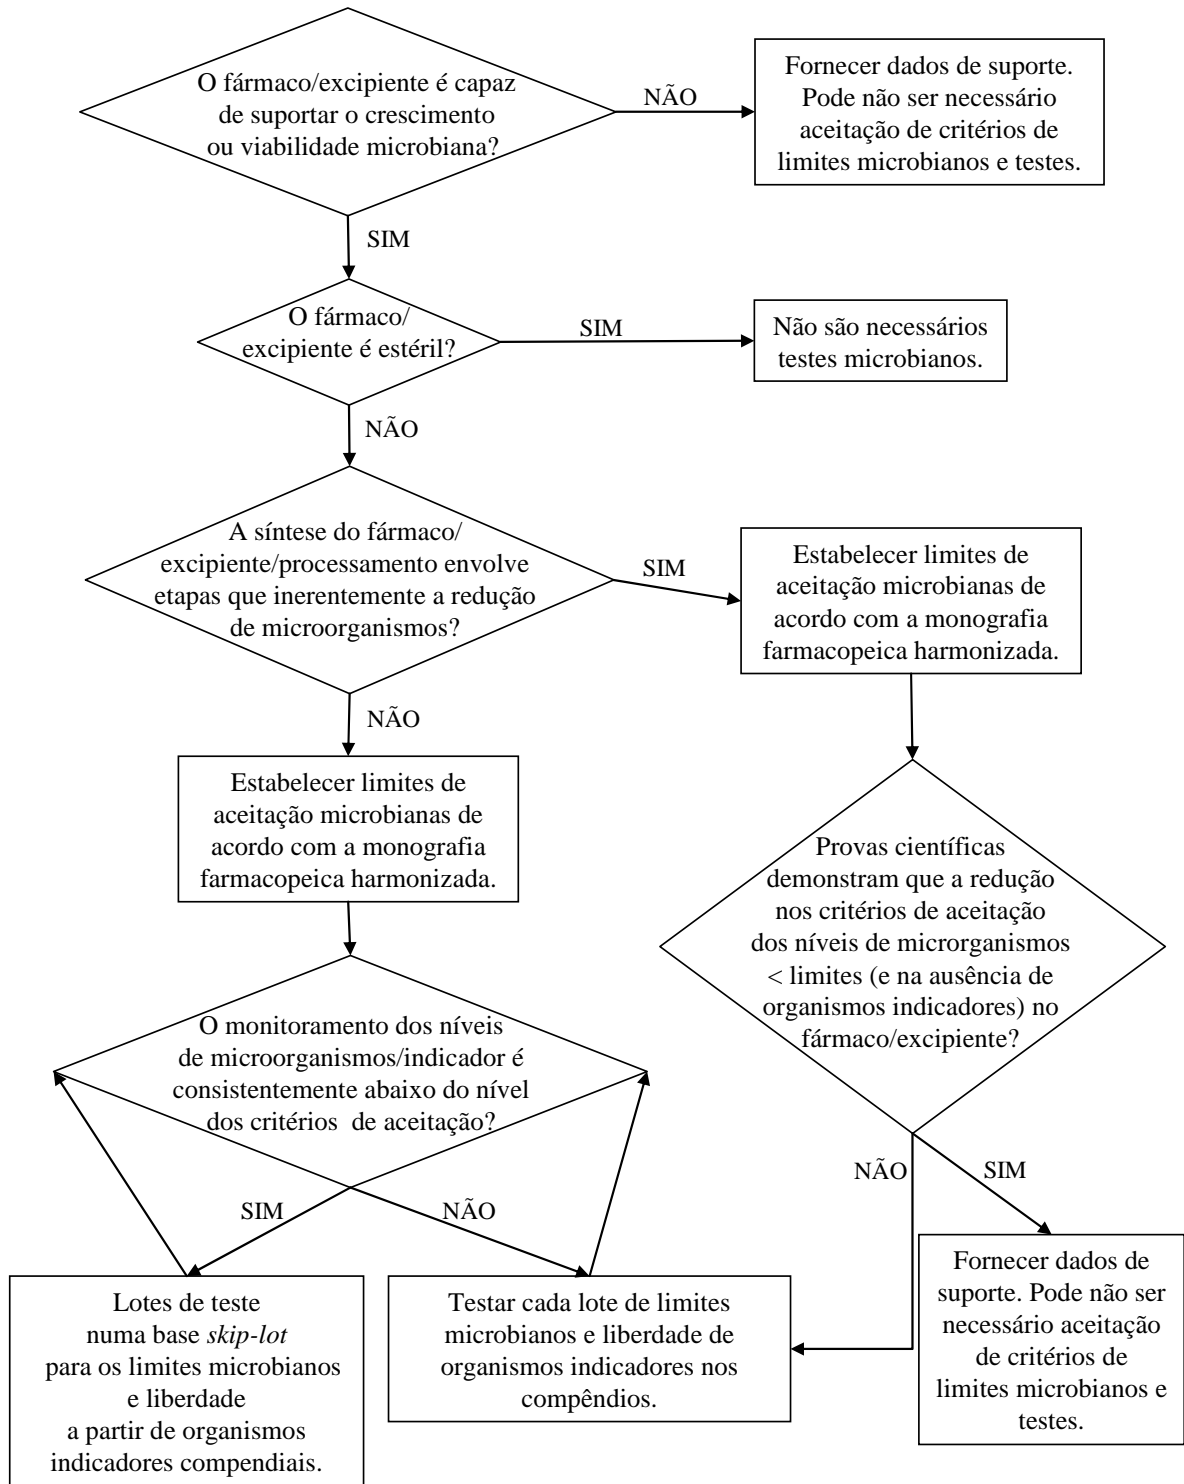 O fármaco/excipiente é capaz
de suportar o crescimento
ou viabilidade microbiana?
NÃO
Fornecer dados de suporte.
Pode não ser necessário
aceitação de critérios de
limites microbianos e testes.
SIM
O fármaco/
excipiente é estéril?
SIM
Não são necessários
testes microbianos.
NÃO
A síntese do fármaco/
excipiente/processamento envolve
etapas que inerentemente a redução
de microorganismos?
SIM
Estabelecer limites de
aceitação microbianas de
acordo com a monografia
farmacopeica harmonizada.
NÃO
Estabelecer limites de
aceitação microbianas de
acordo com a monografia
farmacopeica harmonizada.
Provas científicas
demonstram que a redução
nos critérios de aceitação
dos níveis de microrganismos
< limites (e na ausência de
organismos indicadores) no
fármaco/excipiente?
O monitoramento dos níveis
de microorganismos/indicador é
consistentemente abaixo do nível
dos critérios de aceitação?
NÃO
SIM
SIM
NÃO
Lotes de teste
numa base skip-lot
para os limites microbianos
e liberdade
a partir de organismos
indicadores compendiais.
Testar cada lote de limites
microbianos e liberdade de
organismos indicadores nos
compêndios.
Fornecer dados de
suporte. Pode não ser
necessário aceitação
de critérios de
limites microbianos e
testes.